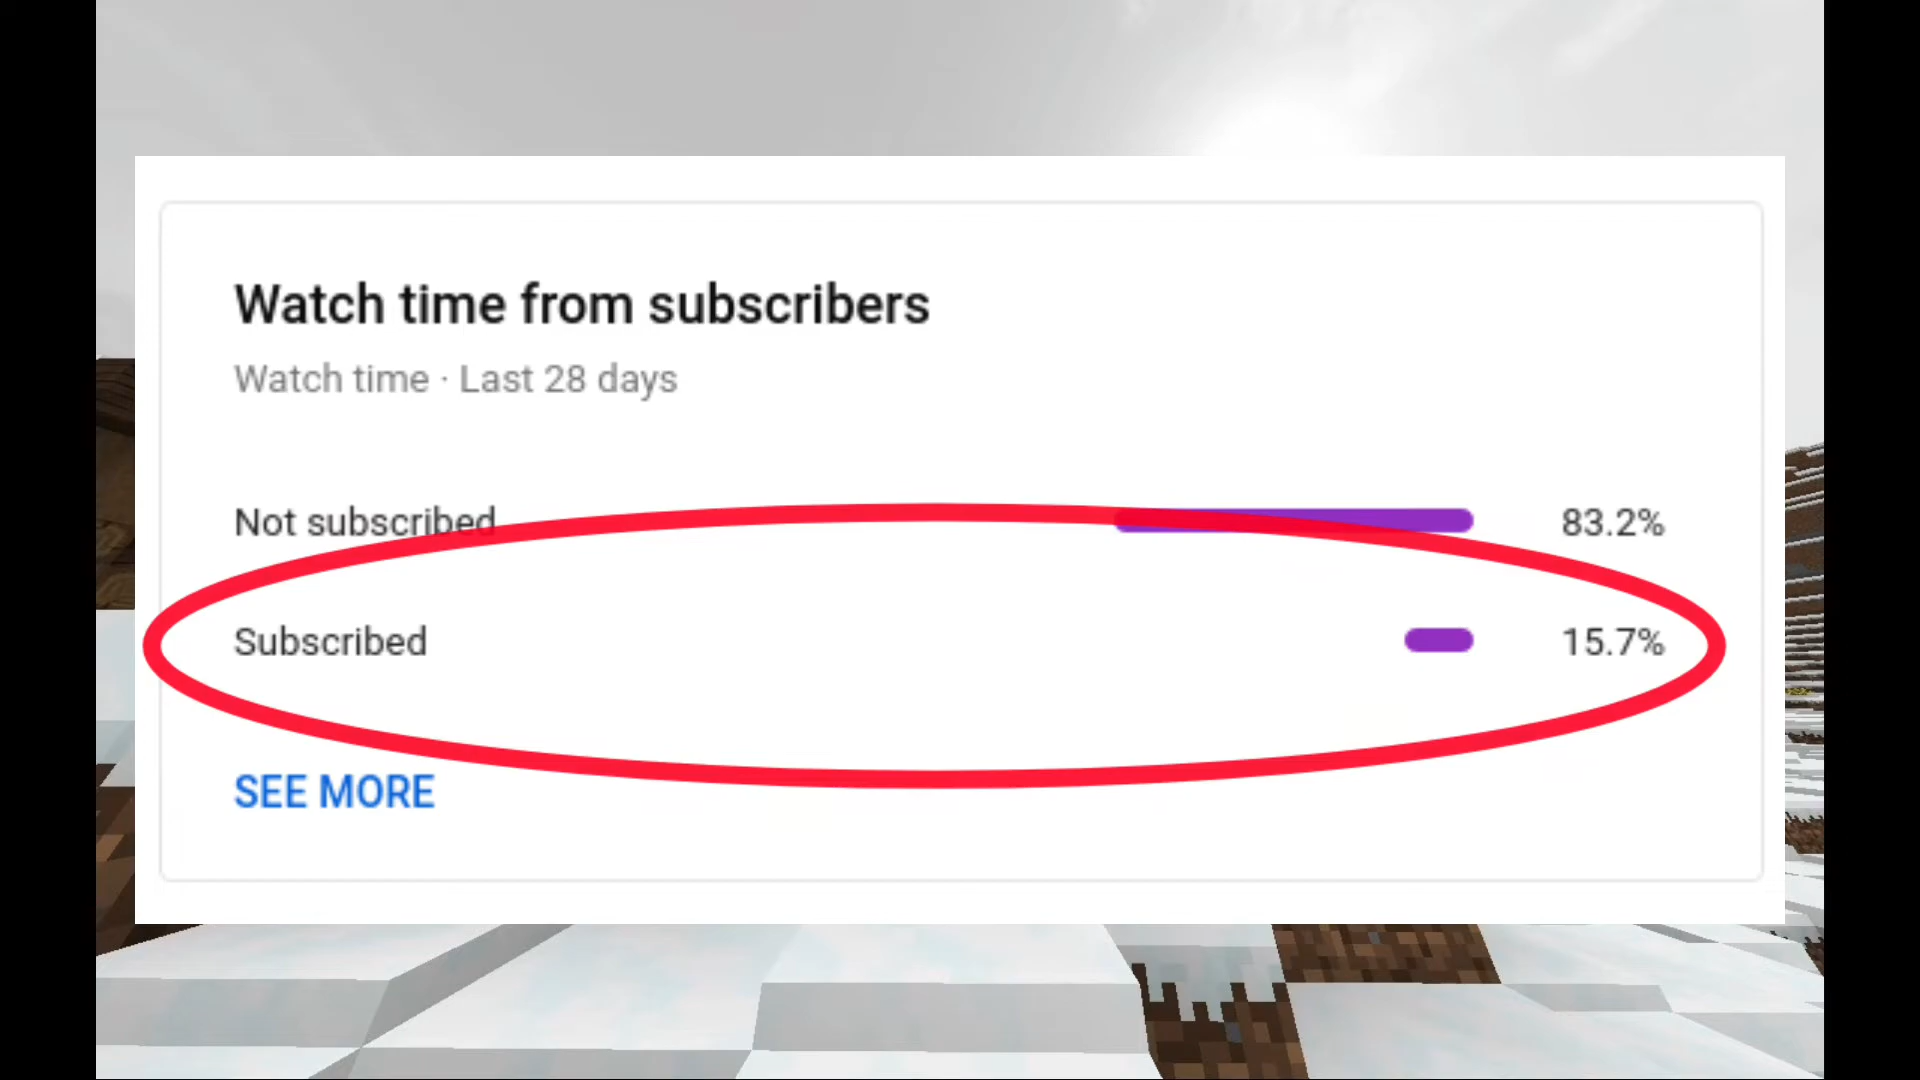 Watch time from subscribers
Watch time · Last 28 days
Not subscribed 83.2%
Subscribed 15.7%
SEE MORE